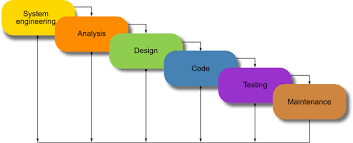 System
engineering
Analysis
Design
Code
Testing
Maintenance